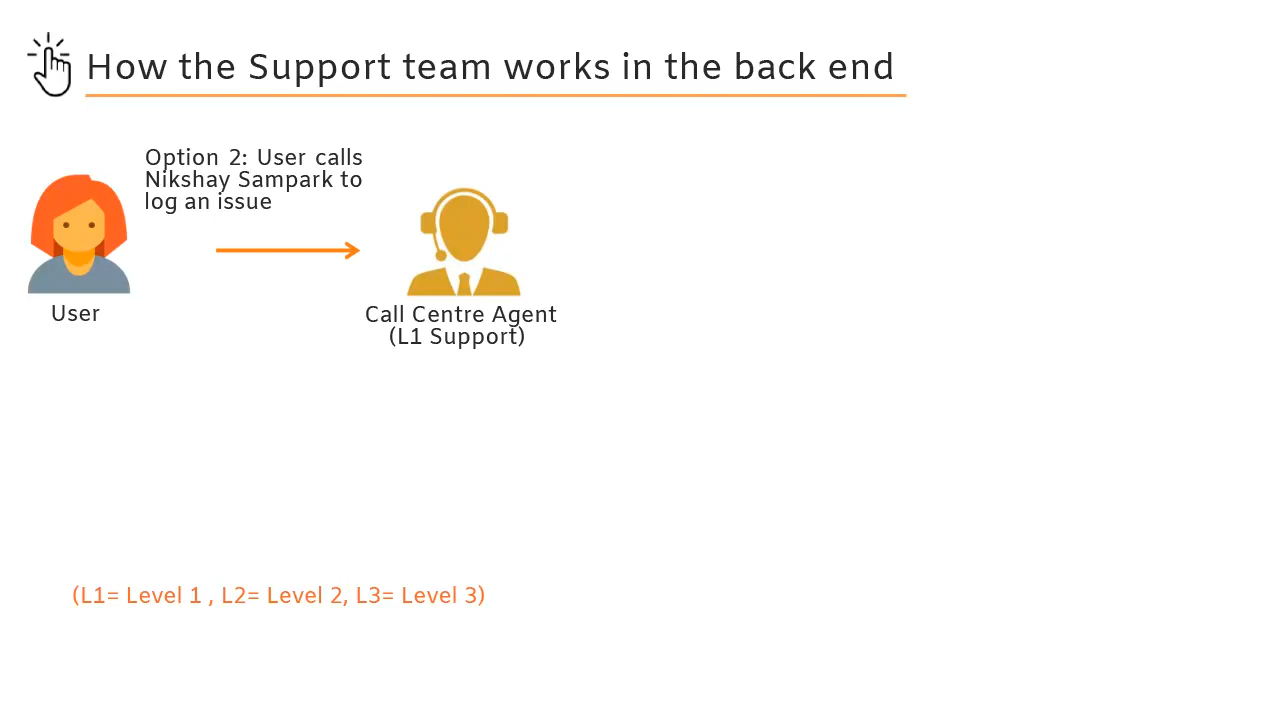 How the Support team works in the back end
Option 2: User calls
Nikshay Sampark to
log an issue
User
Call Centre Agent
(L1 Support)
(L1= Level 1 , L2= Level 2, L3= Level 3)